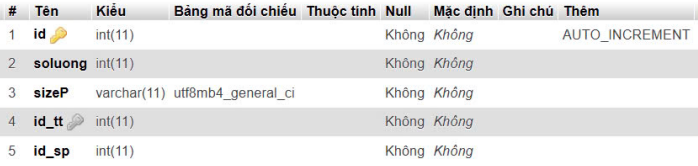 # Tên Kiểu Bảng mã đối chiếu Thuộc tính Null Mặc định Ghi chú Thêm
1 id int(11) Không Không AUTO_INCREMENT
2 soluong int(11) Không Không
3 sizeP varchar(11) utf8mb4_general_ci Không Không
4 id_tt int(11) Không Không
5 id_sp int(11) Không Không